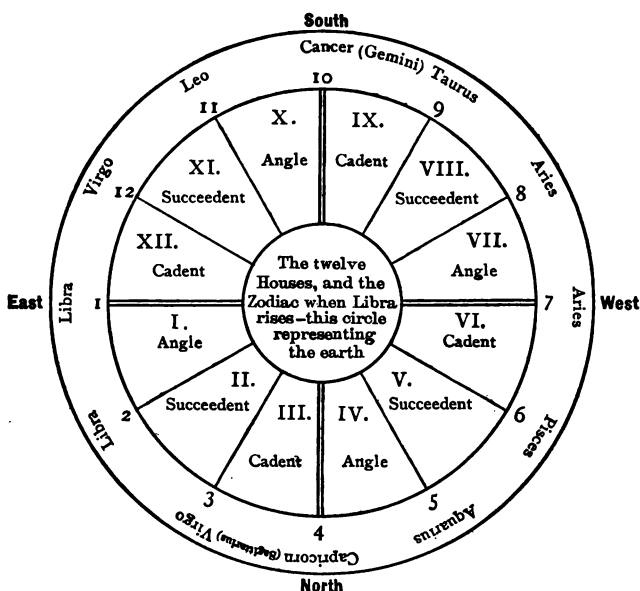 South
Cancer (Gemini) Taurus
Leo
Aries
Virgo
Aries
Libra
Pisces
Libra
Aquarius
Capricorn (Sagittarius) Virgo
East
West
North
10
9
11
8
12
7
1
6
2
5
3
4
X.
Angle
IX.
Cadent
XI.
Succeedent
VIII.
Succeedent
XII.
Cadent
VII.
Angle
I.
Angle
VI.
Cadent
II.
Succeedent
V.
Succeedent
III.
Cadent
IV.
Angle
The twelve
Houses, and the
Zodiac when Libra
rises—this circle
representing
the earth